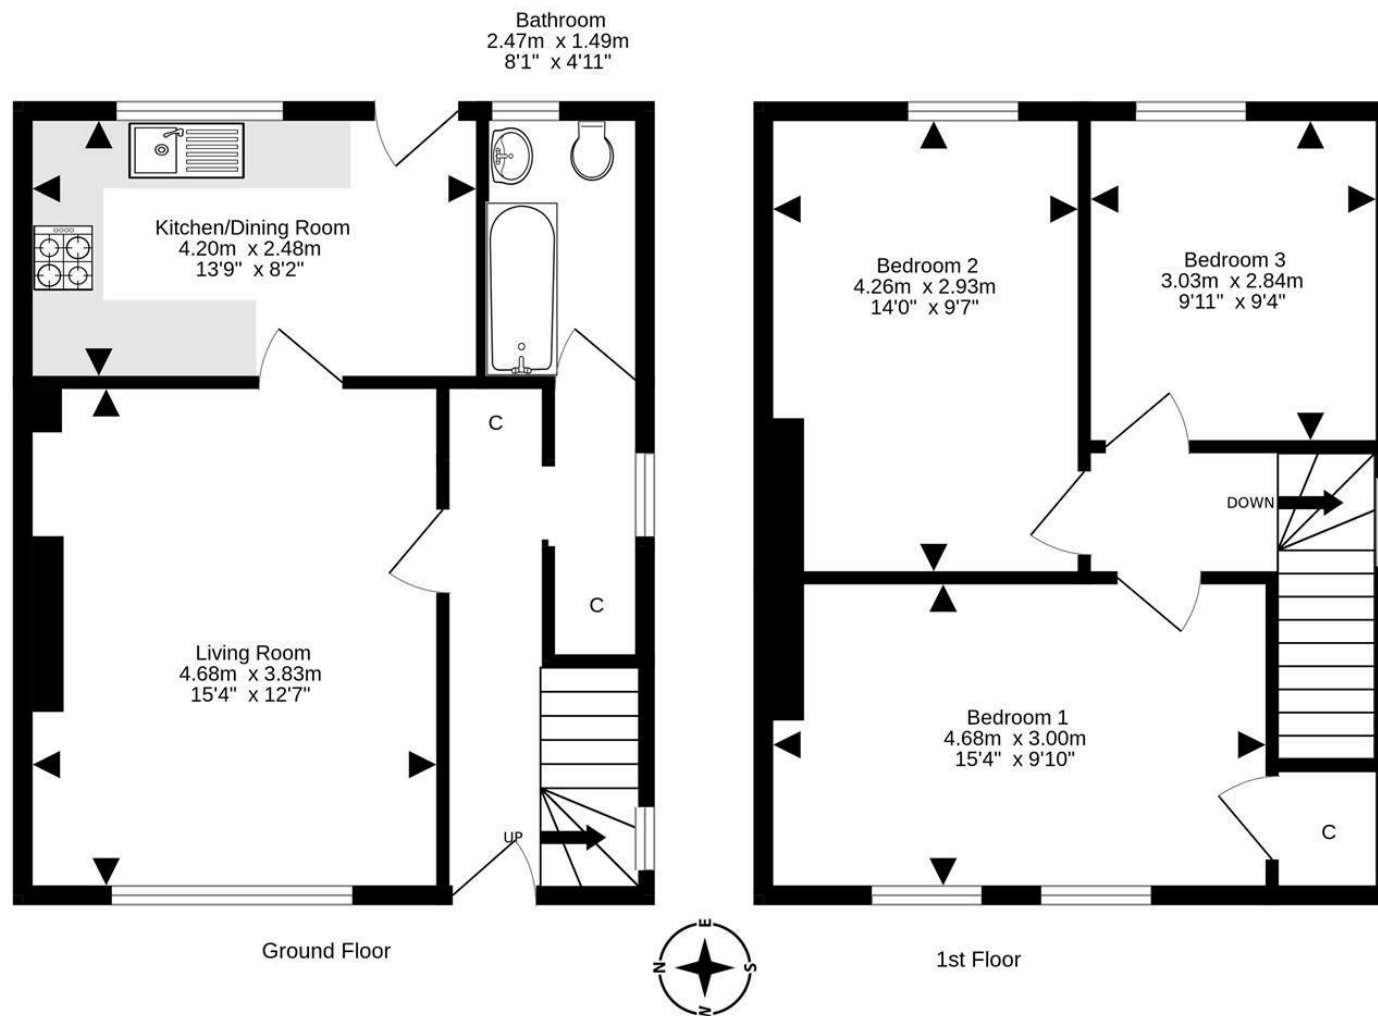 Bathroom
2.47m x 1.49m
8'1" x 4'11"
Kitchen/Dining Room
4.20m x 2.48m
13'9" x 8'2"
C
C
Living Room
4.68m x 3.83m
15'4" x 12'7"
UP
Ground Floor
Bedroom 2
4.26m x 2.93m
14'0" x 9'7"
Bedroom 3
3.03m x 2.84m
9'11" x 9'4"
DOWN
Bedroom 1
4.68m x 3.00m
15'4" x 9'10"
C
1st Floor
E
N
S
W